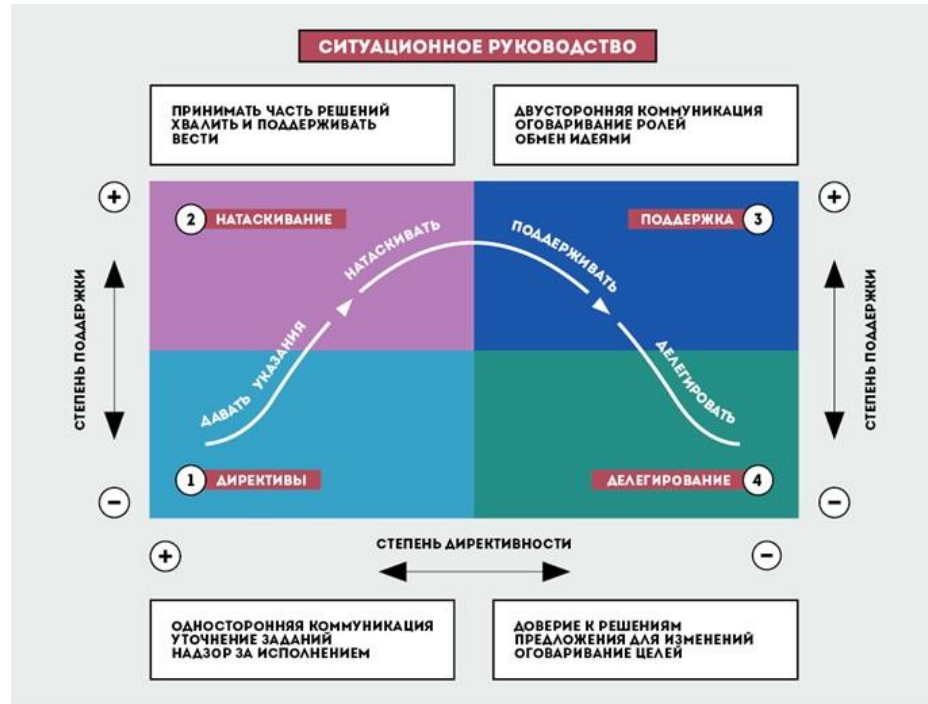 СИТУАЦИОННОЕ РУКОВОДСТВО
ПРИНИМАТЬ ЧАСТЬ РЕШЕНИЙ
ХВАЛИТЬ И ПОДДЕРЖИВАТЬ
ВЕСТИ
ДВУСТОРОННЯЯ КОММУНИКАЦИЯ
ОГОВАРИВАНИЕ РОЛЕЙ
ОБМЕН ИДЕЯМИ
+
+
2 НАТАСКИВАНИЕ
ПОДДЕРЖКА 3
НАТАСКИВАТЬ
ПОДДЕРЖИВАТЬ
СТЕПЕНЬ ПОДДЕРЖКИ
СТЕПЕНЬ ПОДДЕРЖКИ
ДАВАТЬ УКАЗАНИЯ
ДЕЛЕГИРОВАТЬ
1 ДИРЕКТИВЫ
ДЕЛЕГИРОВАНИЕ 4
−
−
СТЕПЕНЬ ДИРЕКТИВНОСТИ
+
−
ОДНОСТОРОННЯЯ КОММУНИКАЦИЯ
УТОЧНЕНИЕ ЗАДАНИЙ
НАДЗОР ЗА ИСПОЛНЕНИЕМ
ДОВЕРИЕ К РЕШЕНИЯМ
ПРЕДЛОЖЕНИЯ ДЛЯ ИЗМЕНЕНИЙ
ОГОВАРИВАНИЕ ЦЕЛЕЙ